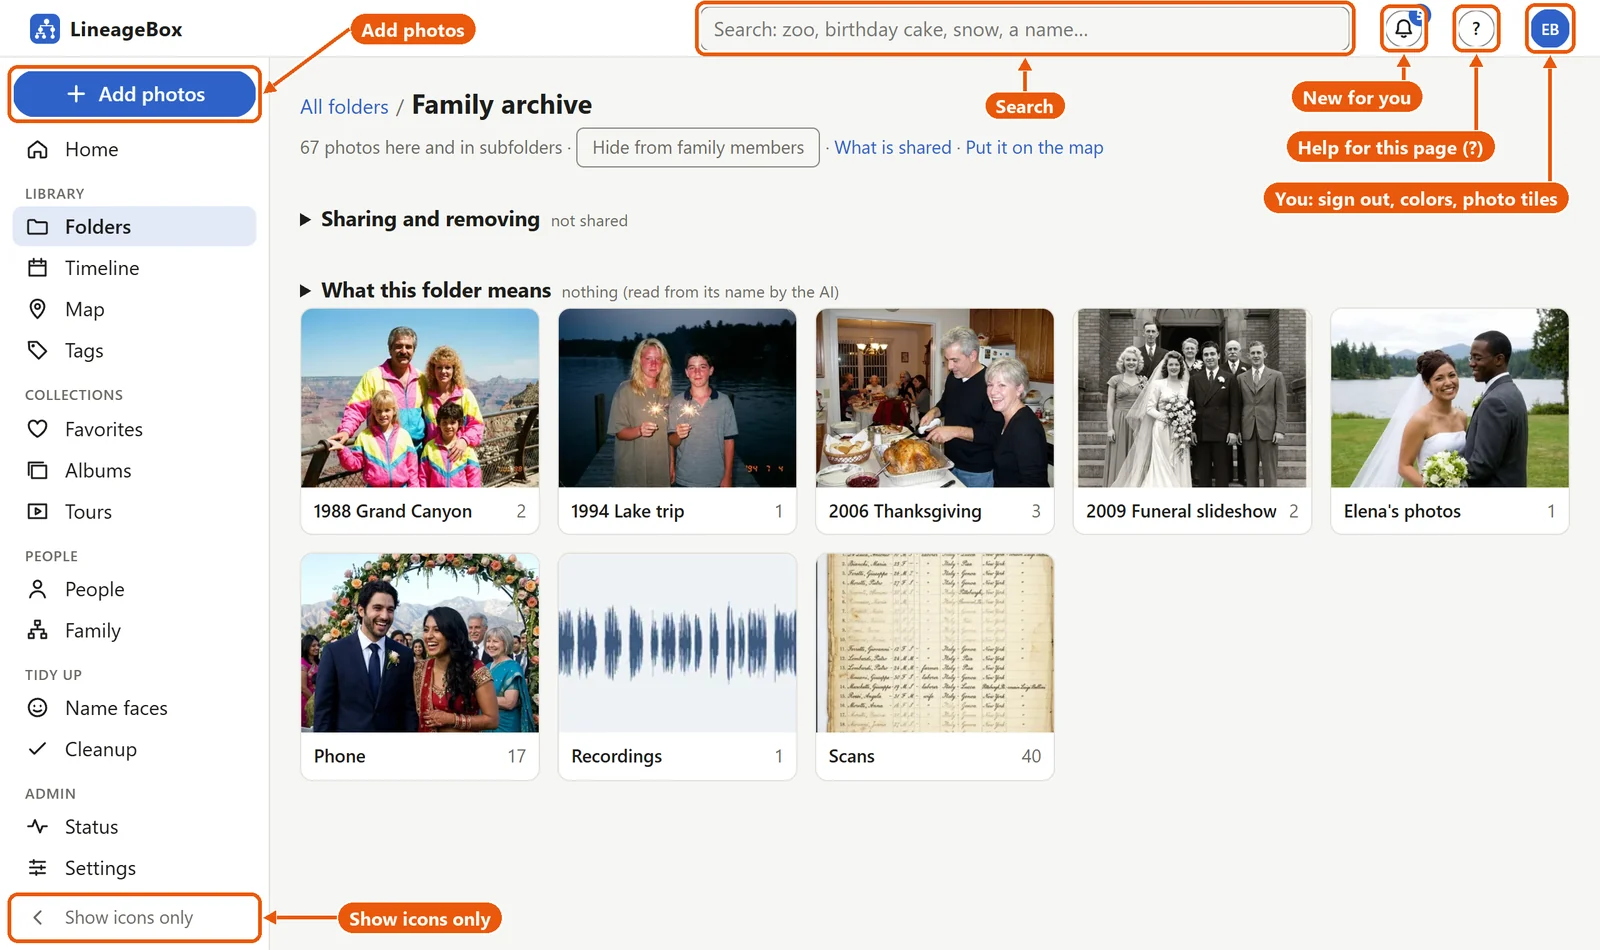 LineageBox
Add photos
Search: zoo, birthday cake, snow, a name...
5
?
EB
Add photos
New for you
Search
Help for this page (?)
You: sign out, colors, photo tiles
Home
LIBRARY
Folders
Timeline
Map
Tags
COLLECTIONS
Favorites
Albums
Tours
PEOPLE
People
Family
TIDY UP
Name faces
Cleanup
ADMIN
Status
Settings
Show icons only
Show icons only
All folders / Family archive
67 photos here and in subfolders · Hide from family members · What is shared · Put it on the map
Sharing and removing not shared
What this folder means nothing (read from its name by the AI)
'94 7 4
1988 Grand Canyon 2
1994 Lake trip 1
2006 Thanksgiving 3
2009 Funeral slideshow 2
Elena's photos 1
Phone 17
Recordings 1
Scans 40